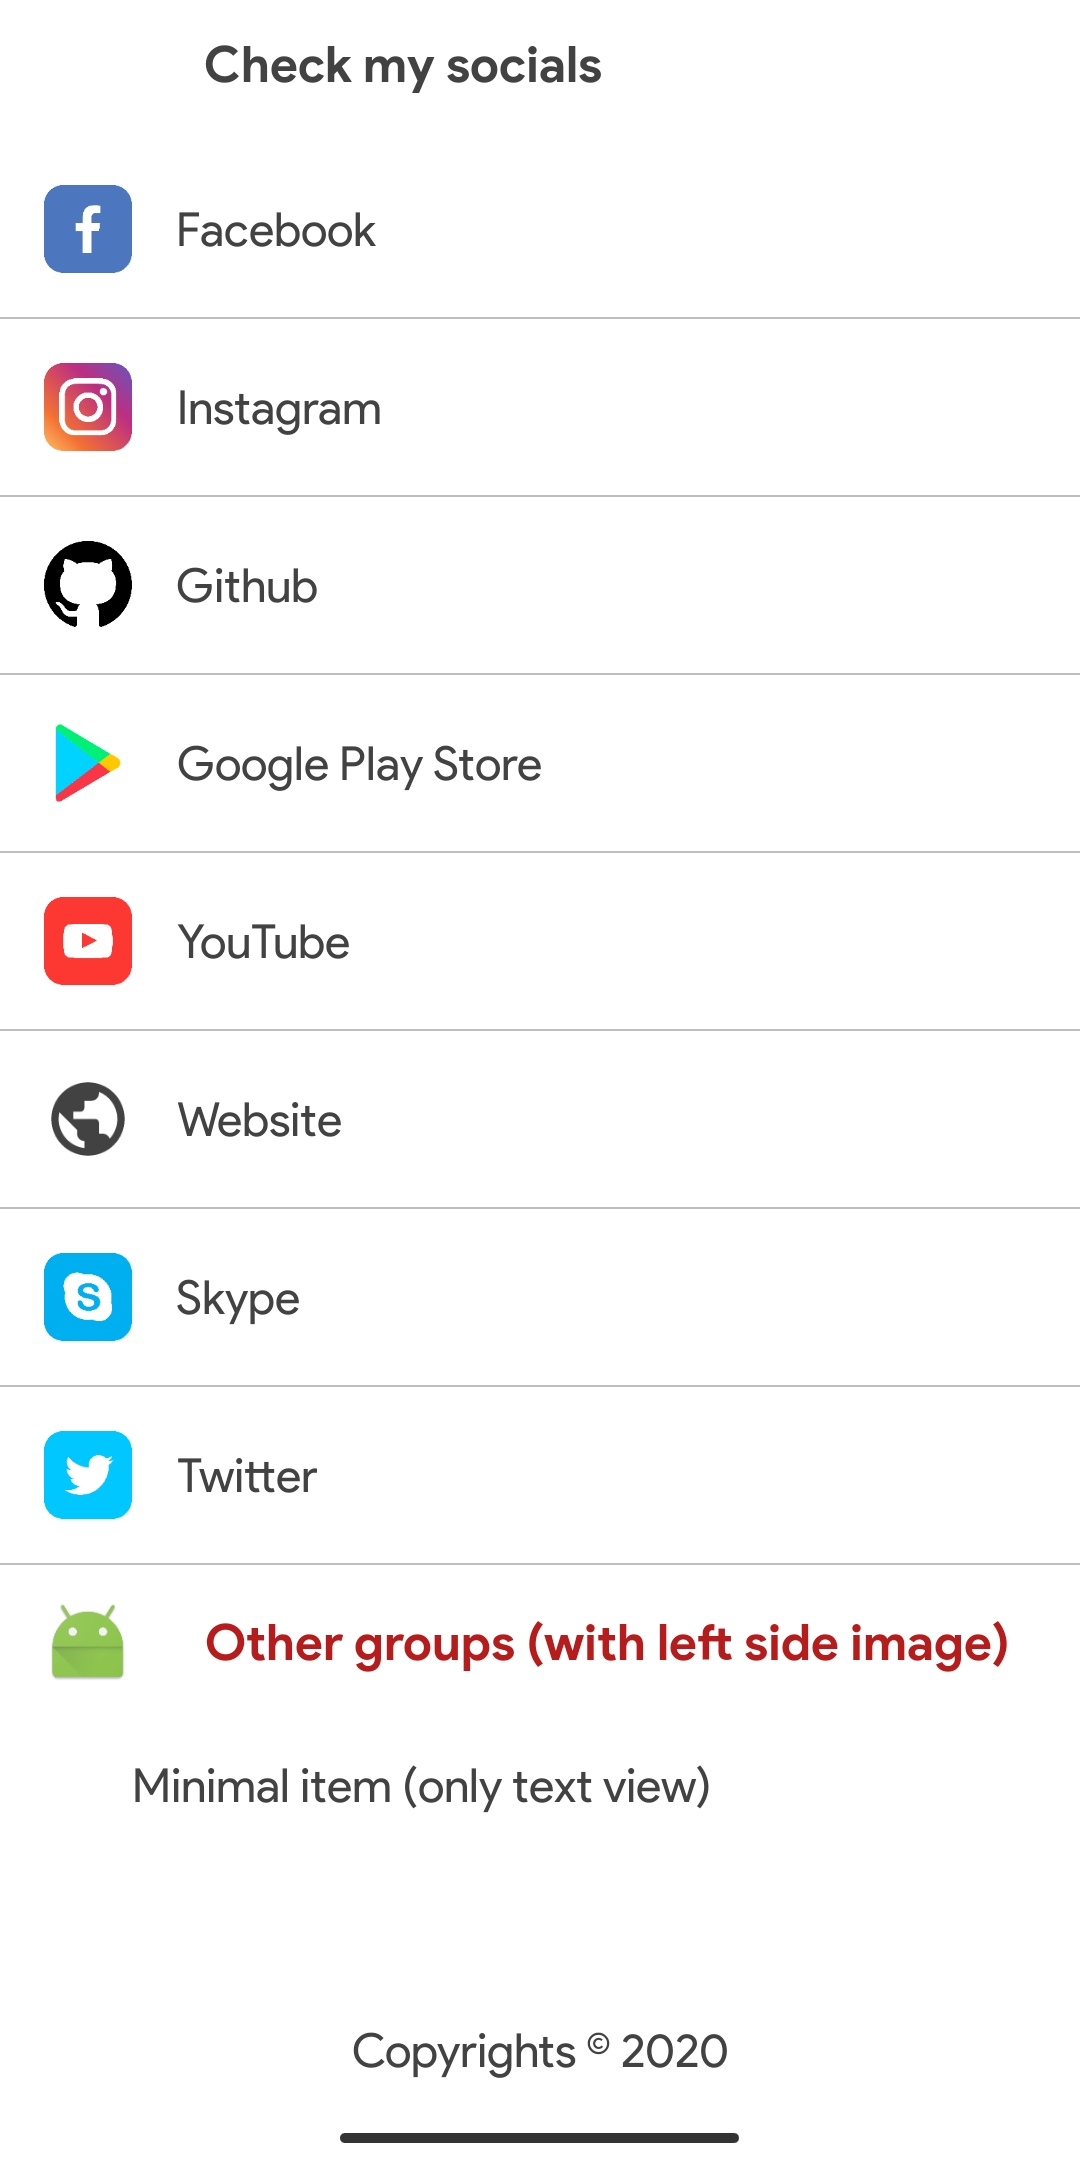 Check my socials
Facebook
Instagram
Github
Google Play Store
YouTube
Website
Skype
Twitter
Other groups (with left side image)
Minimal item (only text view)
Copyrights © 2020